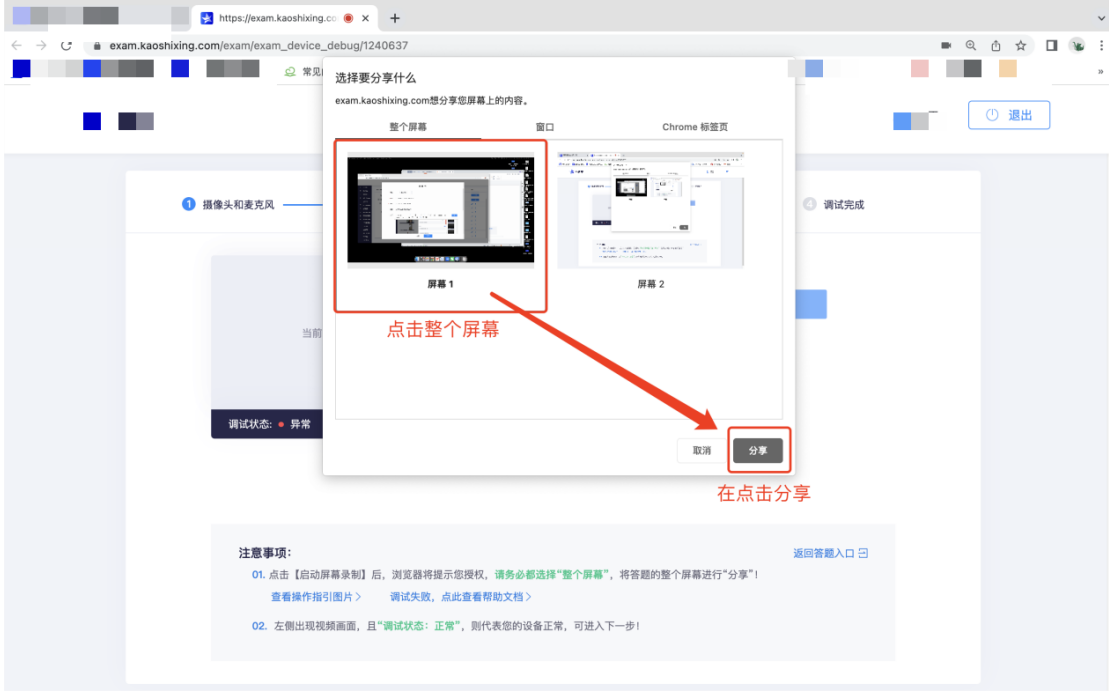 https://exam.kaoshixing.co
exam.kaoshixing.com/exam/exam_device_debug/1240637
常见
选择要分享什么
exam.kaoshixing.com想分享您屏幕上的内容。
整个屏幕 窗口 Chrome 标签页
退出
1 摄像头和麦克风
4 调试完成
屏幕 1 屏幕 2
点击整个屏幕
当前
调试状态: 异常
取消 分享
在点击分享
注意事项：
返回答题入口
01. 点击【启动屏幕录制】后，浏览器将提示您授权，请务必都选择“整个屏幕”，将答题的整个屏幕进行“分享”！
查看操作指引图片 调试失败，点此查看帮助文档
02. 左侧出现视频画面，且“调试状态：正常”，则代表您的设备正常，可进入下一步！